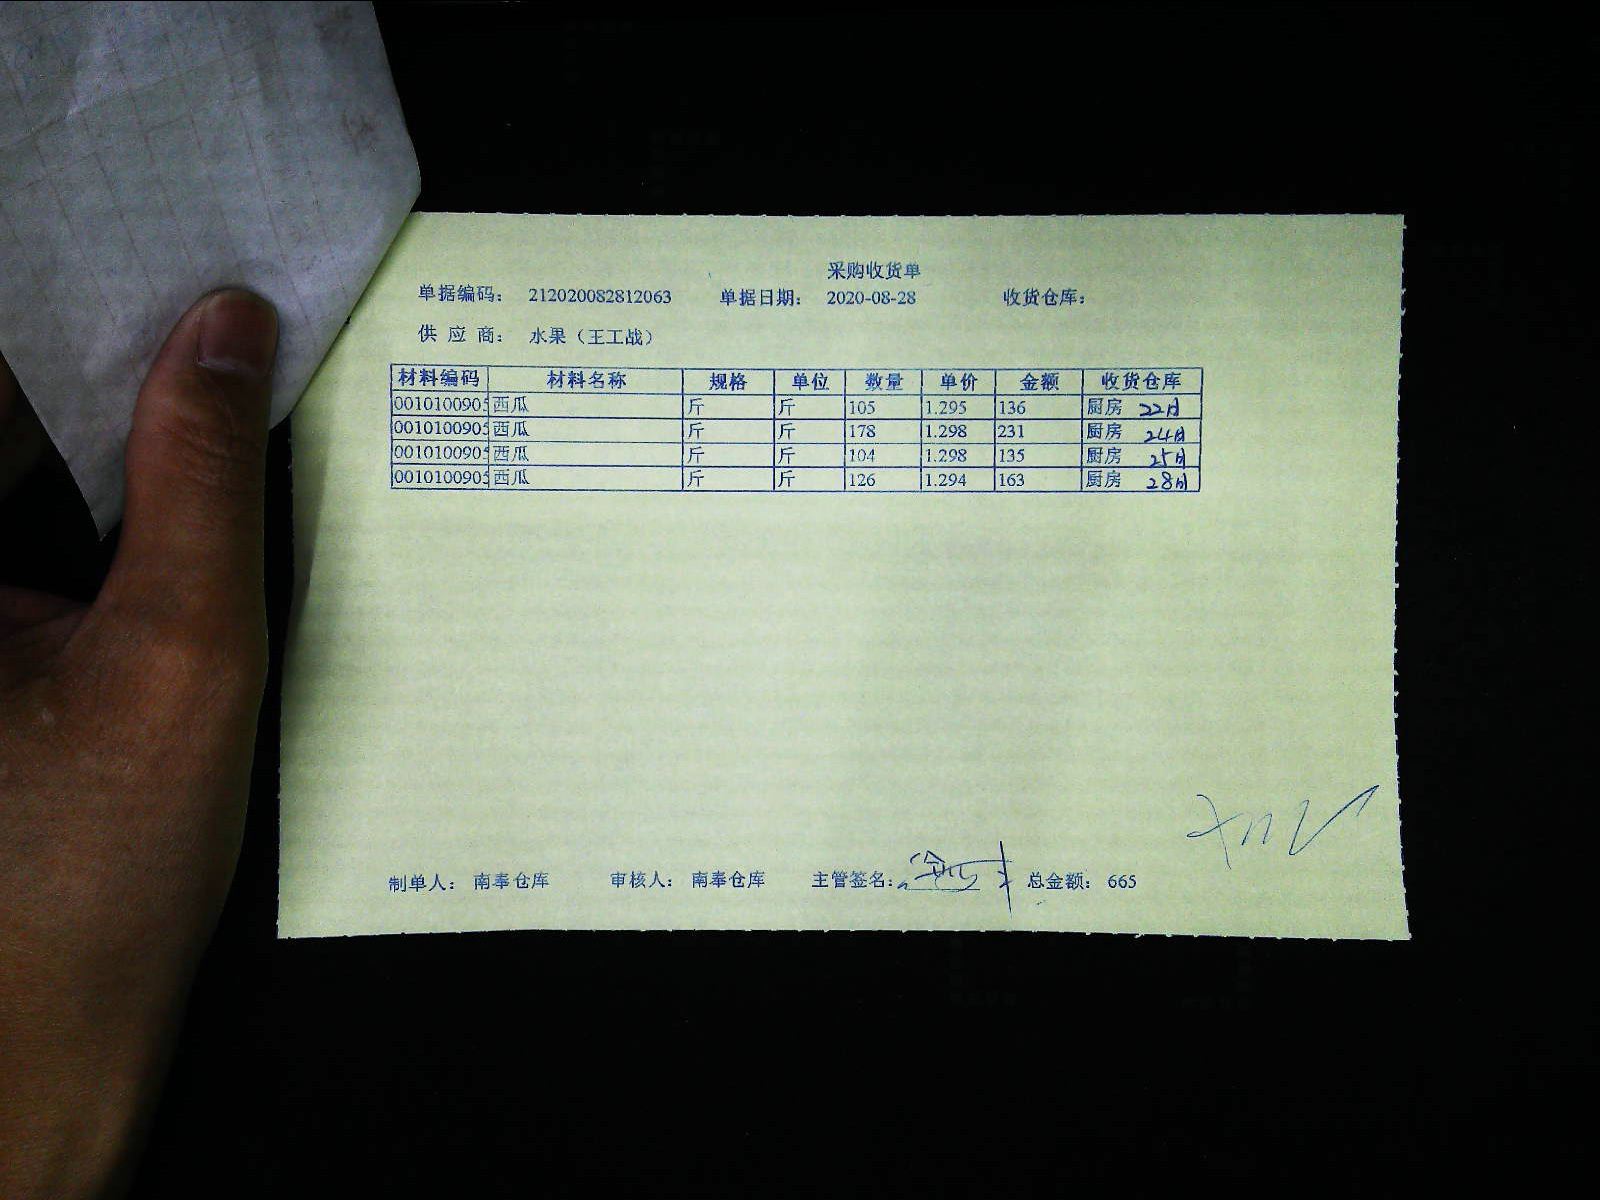 采购收货单
单据编码： 212020082812063 单据日期： 2020-08-28 收货仓库：
供 应 商： 水果（王工战）
材料编码 材料名称 规格 单位 数量 单价 金额 收货仓库
0010100905 西瓜 斤 斤 105 1.295 136 厨房 22日
0010100905 西瓜 斤 斤 178 1.298 231 厨房 24日
0010100905 西瓜 斤 斤 104 1.298 135 厨房 25日
0010100905 西瓜 斤 斤 126 1.294 163 厨房 28日
制单人： 南奉仓库 审核人： 南奉仓库 主管签名： 总金额： 665